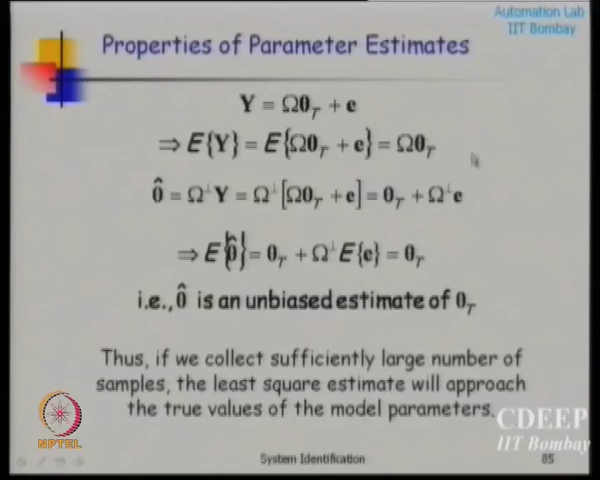 Automation Lab
IIT Bombay
Properties of Parameter Estimates
Y = Ωθ_T + e
⇒ E{Y} = E{Ωθ_T + e} = Ωθ_T
θ̂ = Ω^⊥ Y = Ω^⊥ [Ωθ_T + e] = θ_T + Ω^⊥ e
⇒ E{θ̂} = θ_T + Ω^⊥ E{e} = θ_T
i.e., θ̂ is an unbiased estimate of θ_T
Thus, if we collect sufficiently large number of
samples, the least square estimate will approach
the true values of the model parameters.
NPTEL
CDEEP
IIT Bombay
System Identification
85